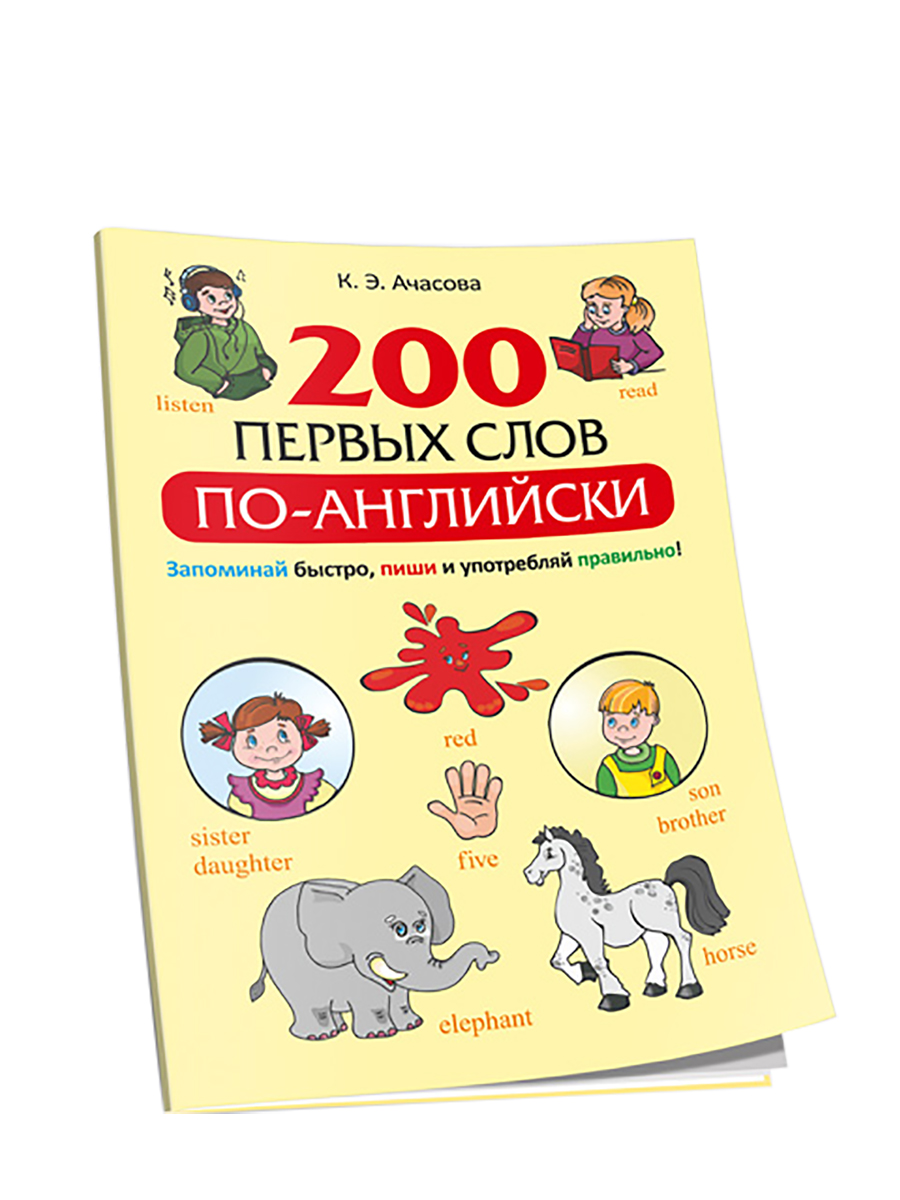 К. Э. Ачасова
listen
read
200
ПЕРВЫХ СЛОВ
ПО-АНГЛИЙСКИ
Запоминай быстро, пиши и употребляй правильно!
red
sister
daughter
five
son
brother
elephant
horse